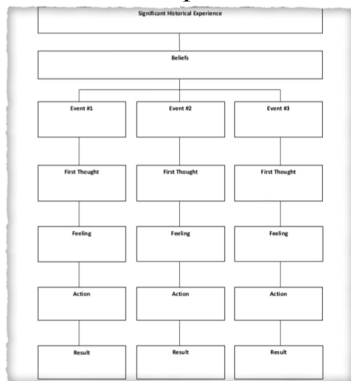 Significant Historical Experience
Beliefs
Event #1
Event #2
Event #3
First Thought
First Thought
First Thought
Feeling
Feeling
Feeling
Action
Action
Action
Result
Result
Result